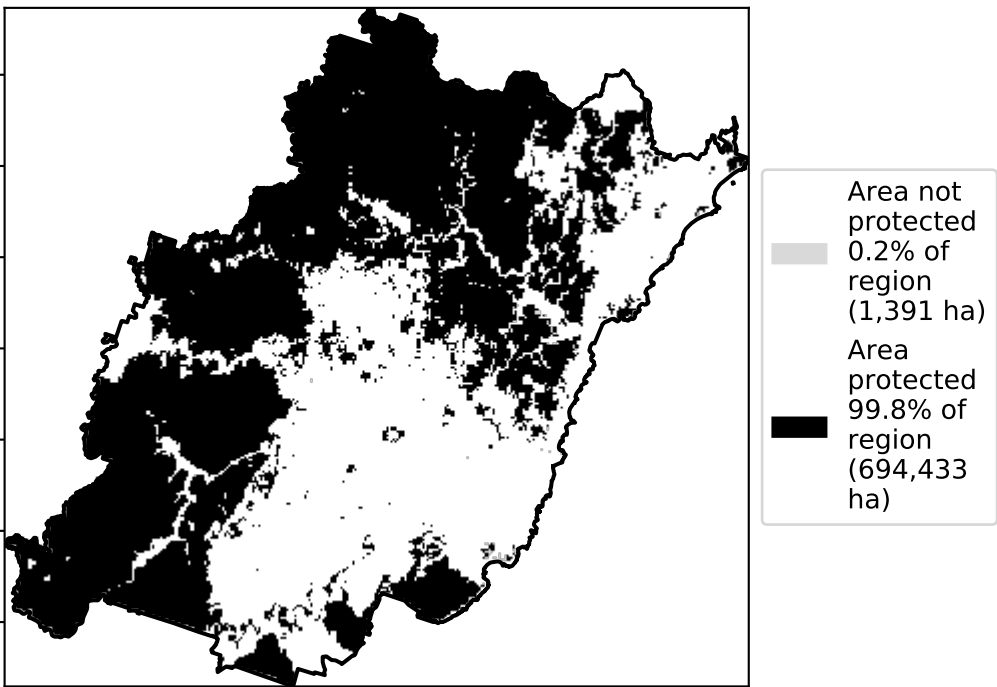 Area not
protected
0.2% of
region
(1,391 ha)
Area
protected
99.8% of
region
(694,433
ha)